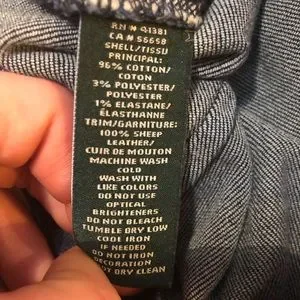 RN # 41381
CA # 56658
SHELL/TISSU
PRINCIPAL:
96% COTTON/
COTON
3% POLYESTER/
POLYESTER
1% ELASTANE/
ÉLASTHANNE
TRIM/GARNITURE:
100% SHEEP
LEATHER/
CUIR DE MOUTON
MACHINE WASH
COLD
WASH WITH
LIKE COLORS
DO NOT USE
OPTICAL
BRIGHTENERS
DO NOT BLEACH
TUMBLE DRY LOW
COOL IRON
IF NEEDED
DO NOT IRON
DECORATION
NOT DRY CLEAN